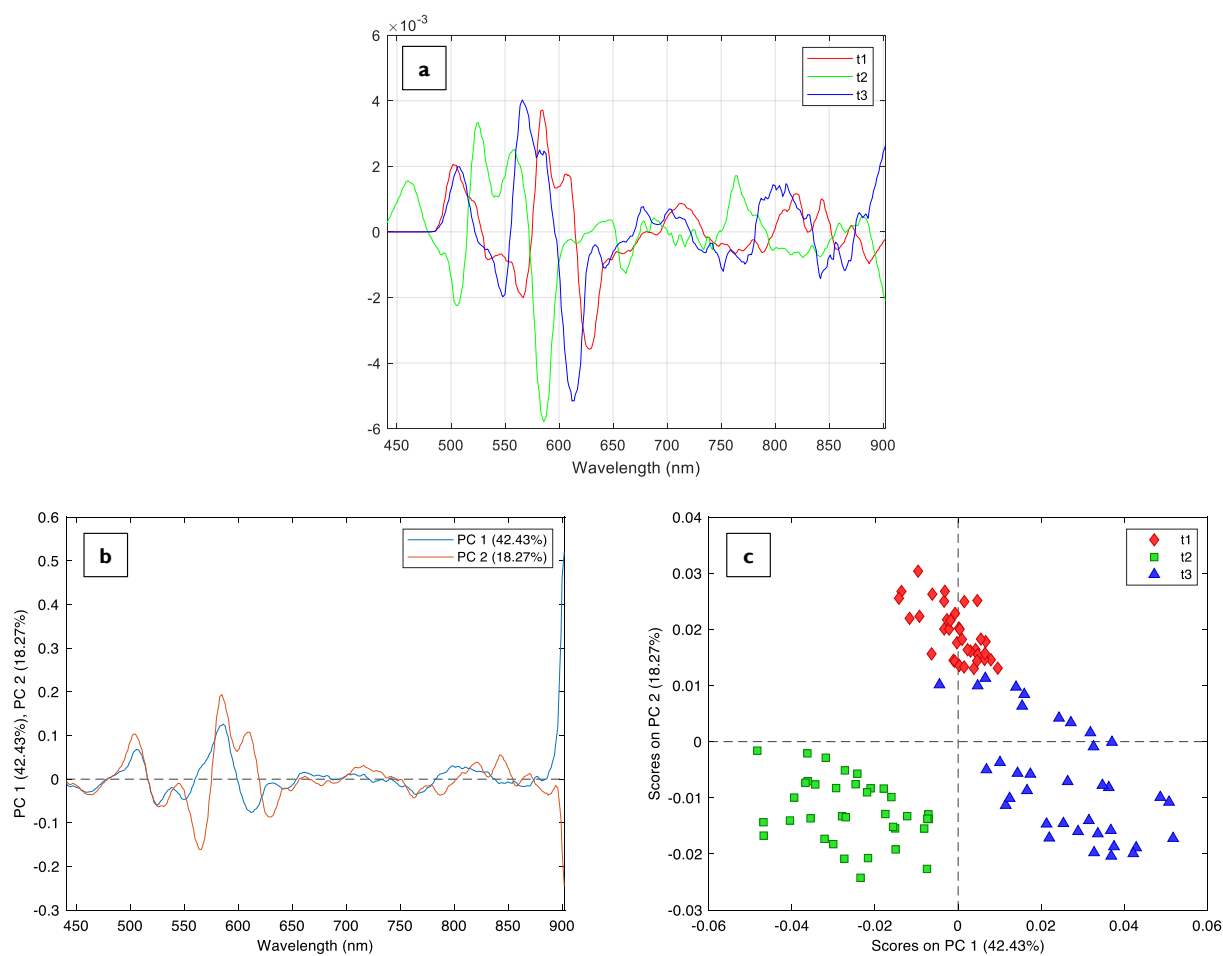 ×10⁻³
6
4
2
0
-2
-4
-6
a
t1
t2
t3
450 500 550 600 650 700 750 800 850 900
Wavelength (nm)
PC 1 (42.43%), PC 2 (18.27%)
0.6
0.5
0.4
0.3
0.2
0.1
0
-0.1
-0.2
-0.3
b
PC 1 (42.43%)
PC 2 (18.27%)
450 500 550 600 650 700 750 800 850 900
Wavelength (nm)
Scores on PC 2 (18.27%)
0.04
0.03
0.02
0.01
0
-0.01
-0.02
-0.03
c
t1
t2
t3
-0.06 -0.04 -0.02 0 0.02 0.04 0.06
Scores on PC 1 (42.43%)